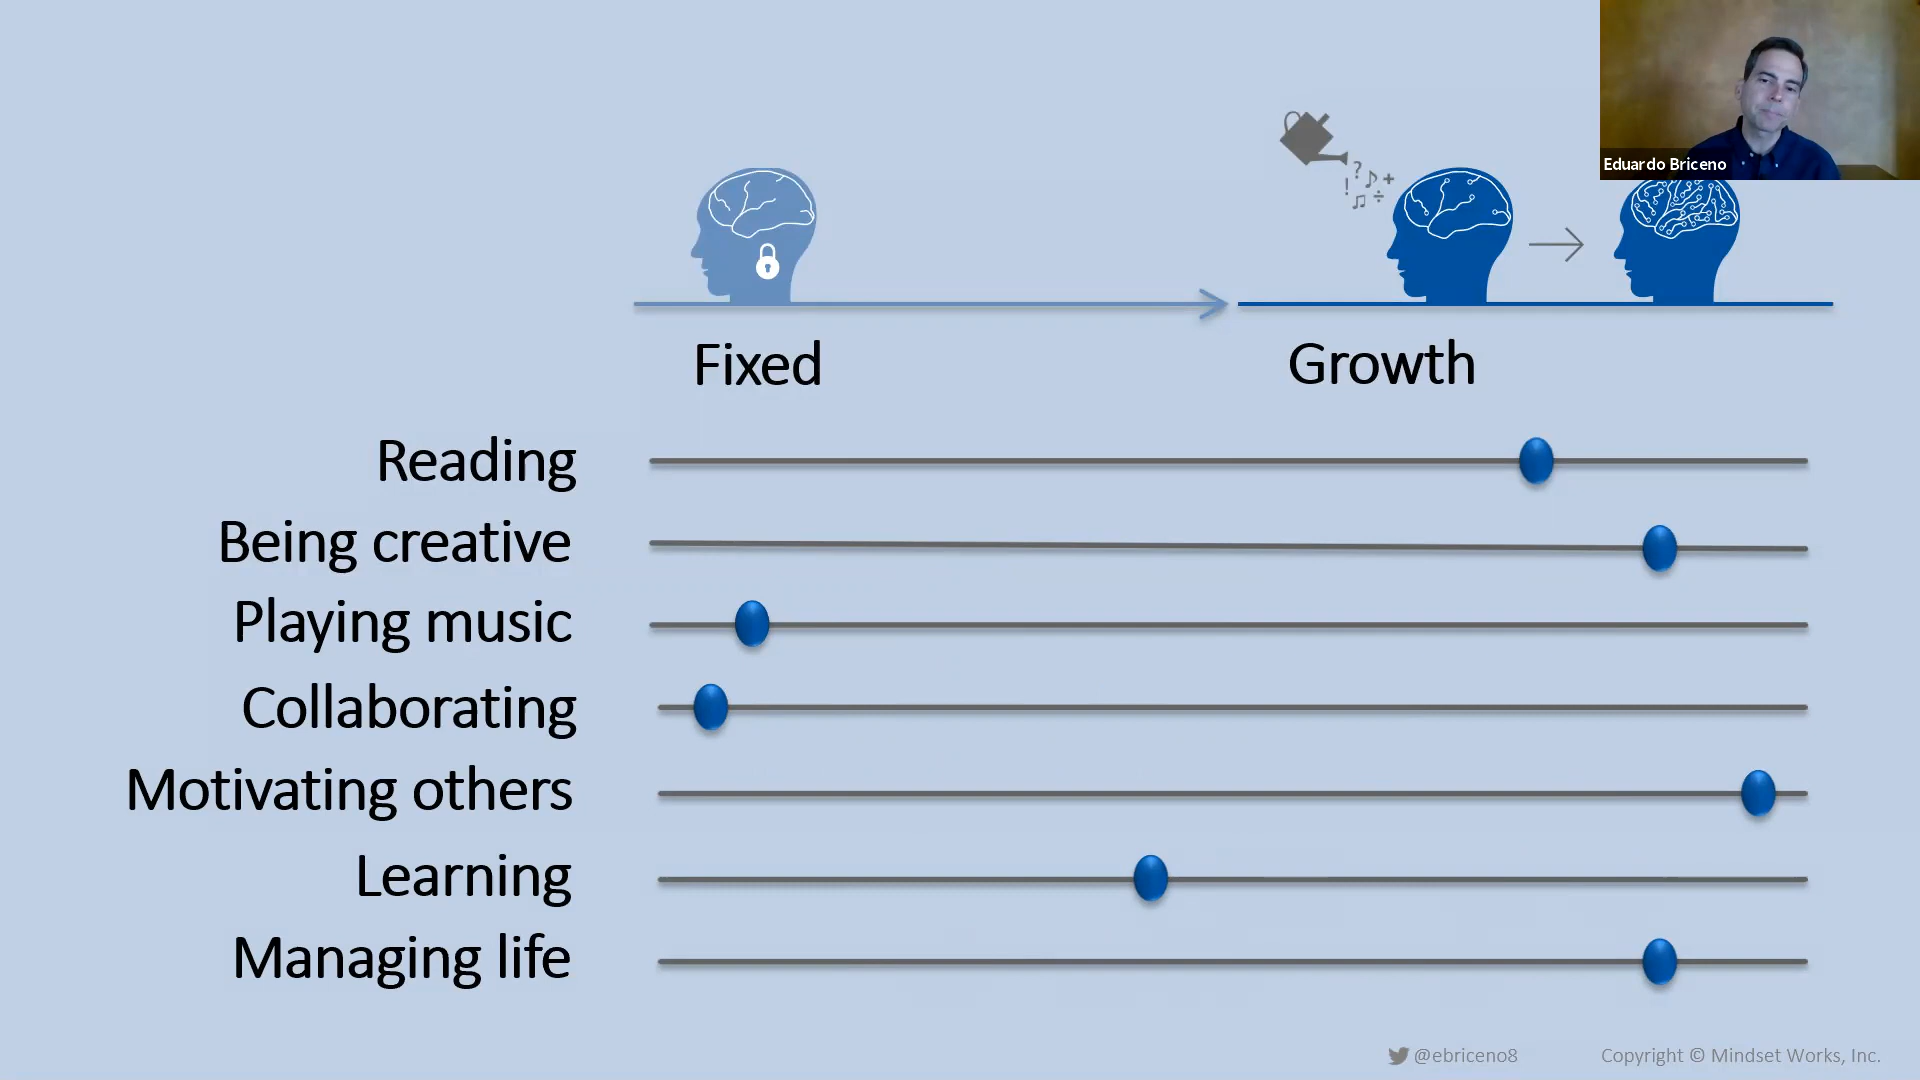 Eduardo Briceno
Fixed
Growth
Reading
Being creative
Playing music
Collaborating
Motivating others
Learning
Managing life
@ebriceno8
Copyright © Mindset Works, Inc.